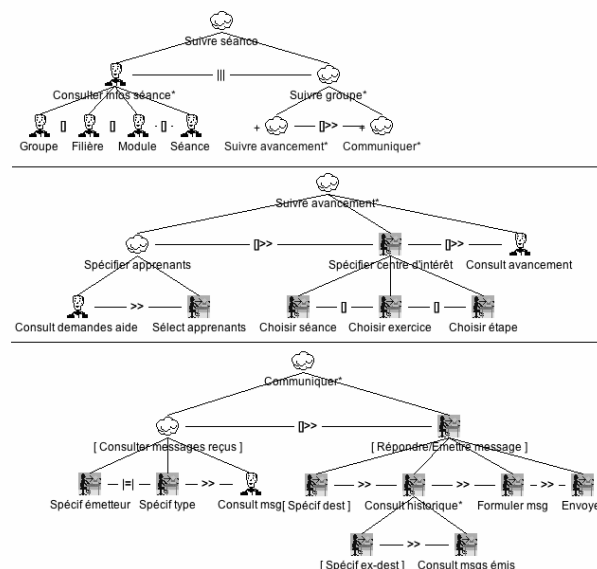 Suivre séance
|||
Consulter infos séance*
Suivre groupe*
[] [] [] + []>> +
Groupe Filière Module Séance Suivre avancement* Communiquer*
Suivre avancement*
[]>> []>>
Spécifier apprenants Spécifier centre d'intérêt Consult avancement
>> [] []
Consult demandes aide Sélect apprenants Choisir séance Choisir exercice Choisir étape
Communiquer*
[]>>
[ Consulter messages reçus ] [ Répondre/Emettre message ]
|=| >> >> >> >>
Spécif émetteur Spécif type Consult msg [ Spécif dest ] Consult historique* Formuler msg Envoye
>>
[ Spécif ex-dest ] Consult msgs émis